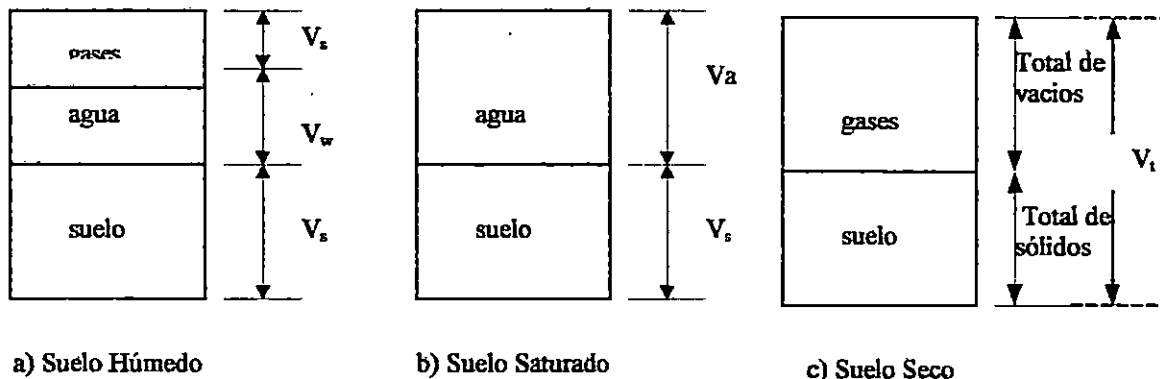 gases
agua
suelo
V_s
V_w
V_s
a) Suelo Húmedo
agua
suelo
Va
V_s
b) Suelo Saturado
gases
suelo
Total de
vacios
Total de
sólidos
V_t
c) Suelo Seco